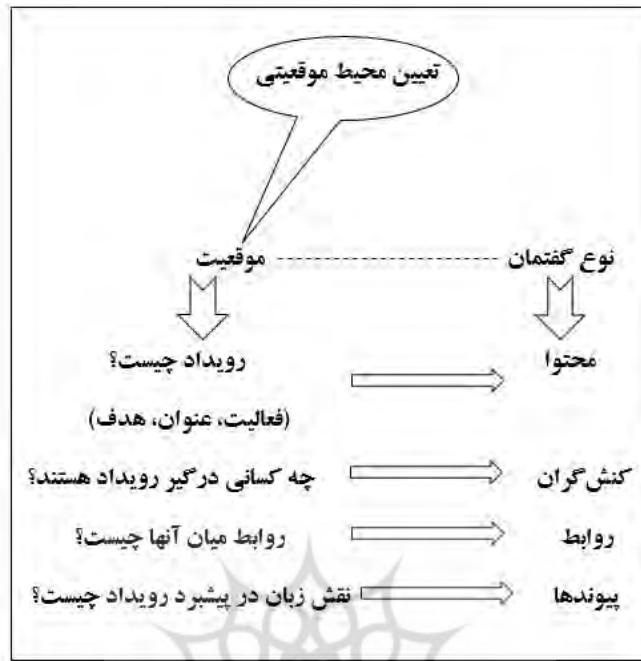 تعیین محیط موقعیتی
نوع گفتمان موقعیت
محتوا رویداد چیست؟
(فعالیت، عنوان، هدف)
کنش‌گران چه کسانی درگیر رویداد هستند؟
روابط روابط میان آنها چیست؟
پیوندها نقش زبان در پیشبرد رویداد چیست؟